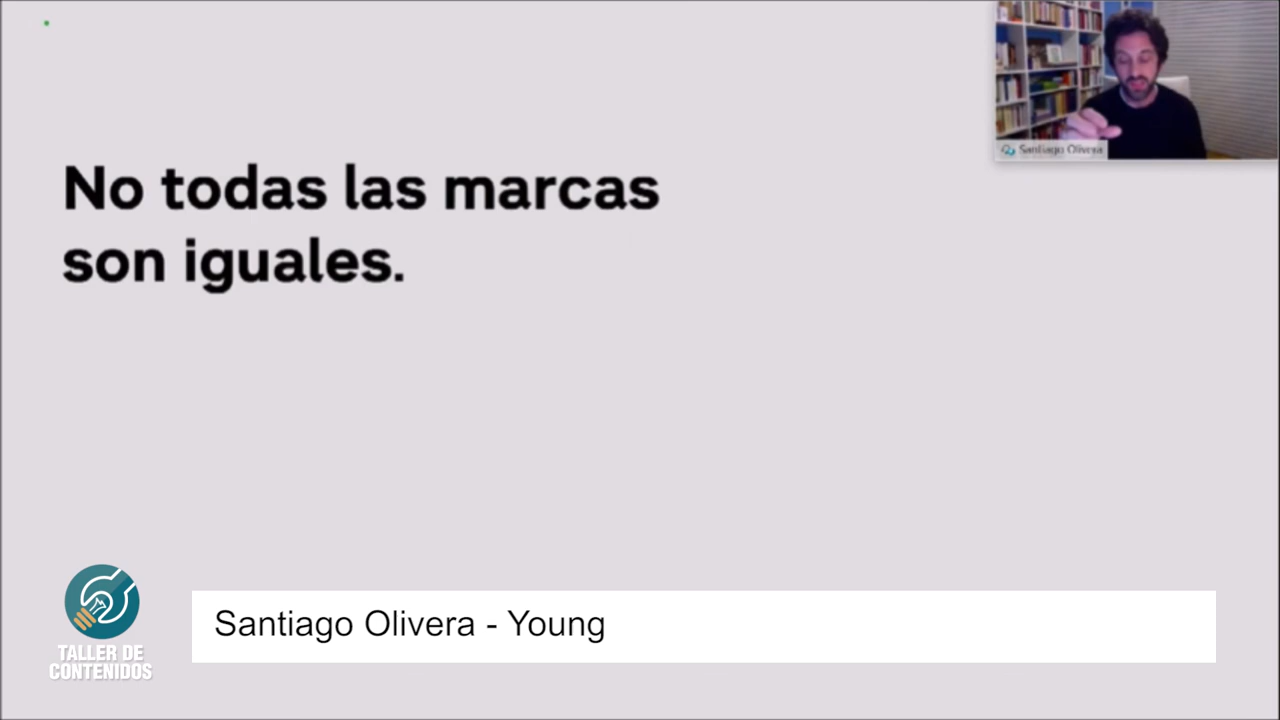 No todas las marcas
son iguales.
Santiago Olivera
Santiago Olivera - Young
TALLER DE
CONTENIDOS